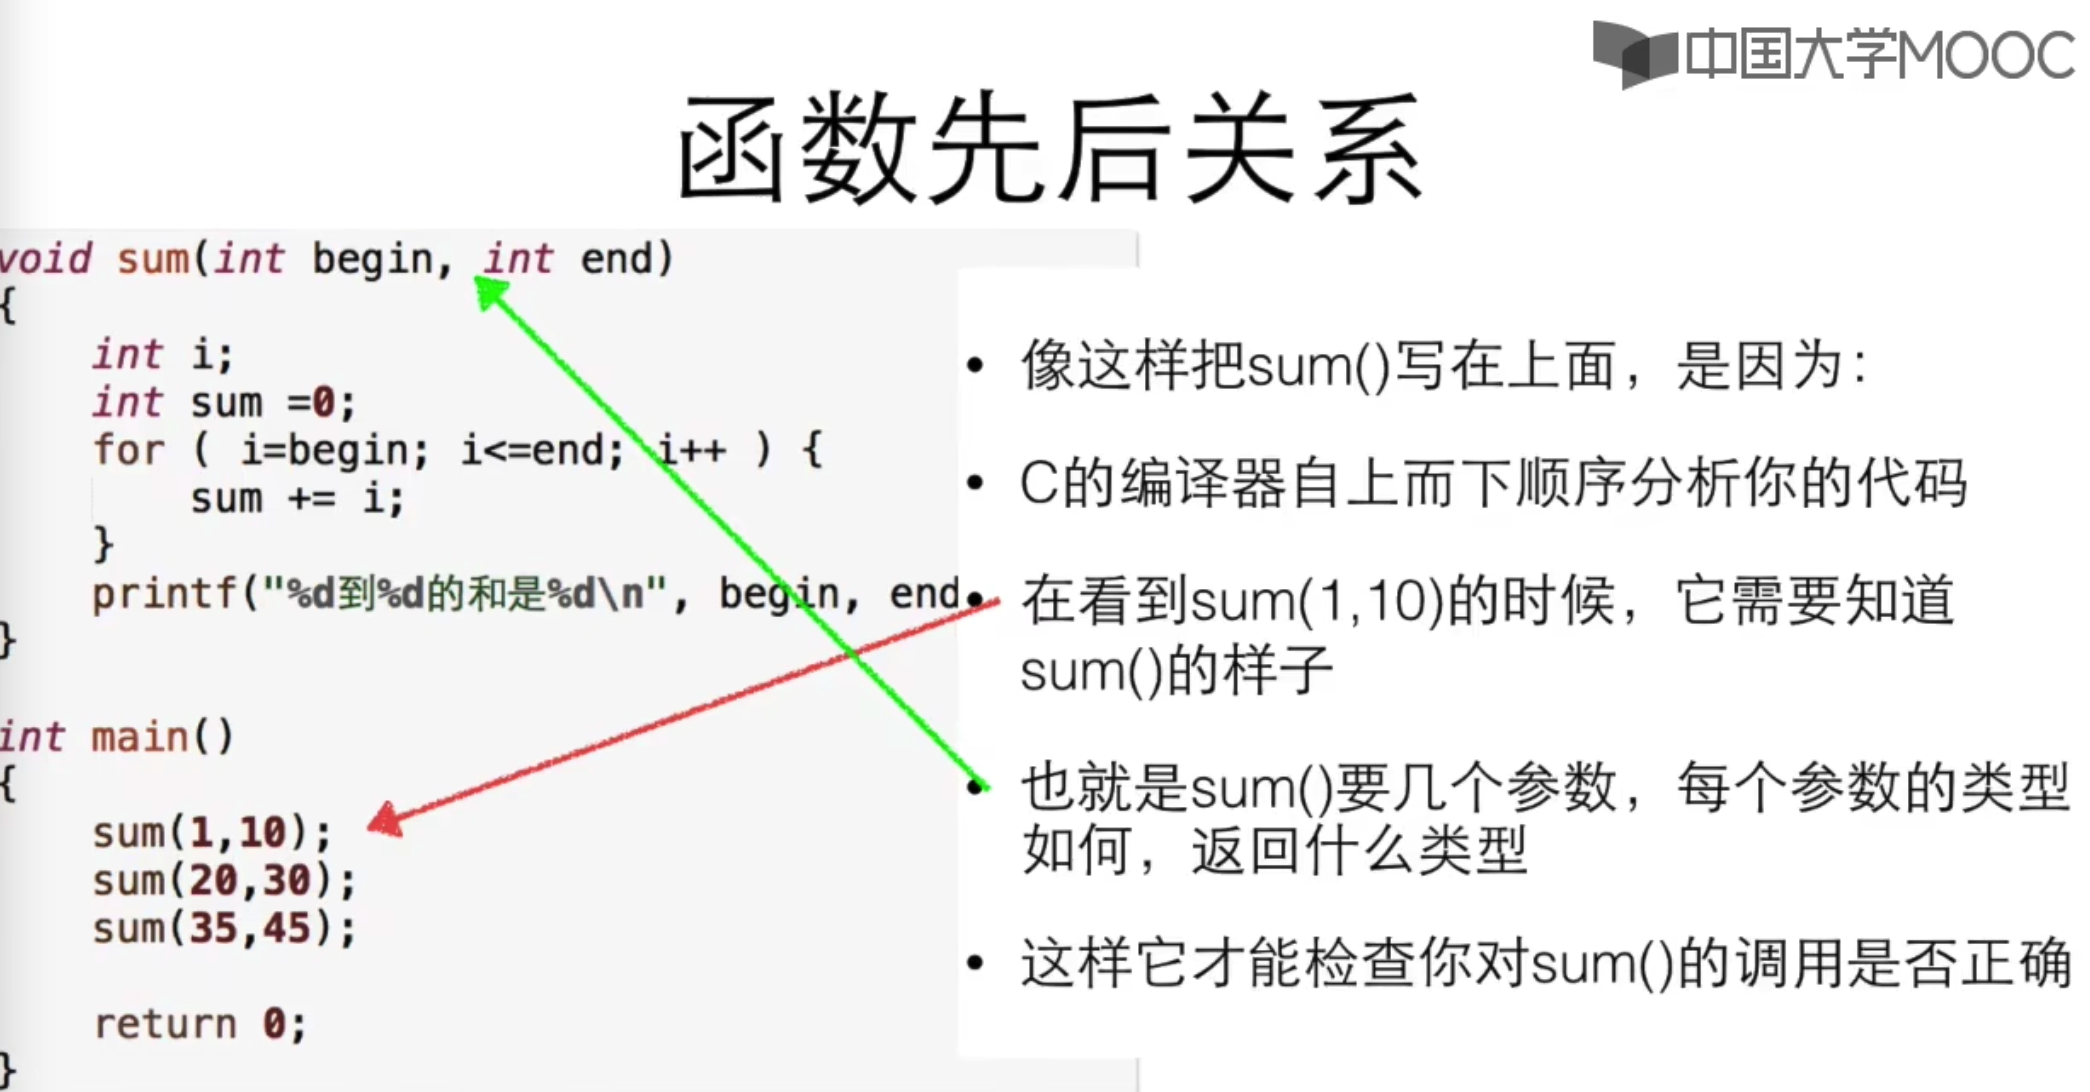 中国大学MOOC
函数先后关系
void sum(int begin, int end)
{
int i;
int sum =0;
for ( i=begin; i<=end; i++ ) {
sum += i;
}
printf("%d到%d的和是%d\n", begin, end
}
int main()
{
sum(1,10);
sum(20,30);
sum(35,45);
return 0;
}
• 像这样把sum()写在上面，是因为：
• C的编译器自上而下顺序分析你的代码
• 在看到sum(1,10)的时候，它需要知道
sum()的样子
• 也就是sum()要几个参数，每个参数的类型
如何，返回什么类型
• 这样它才能检查你对sum()的调用是否正确